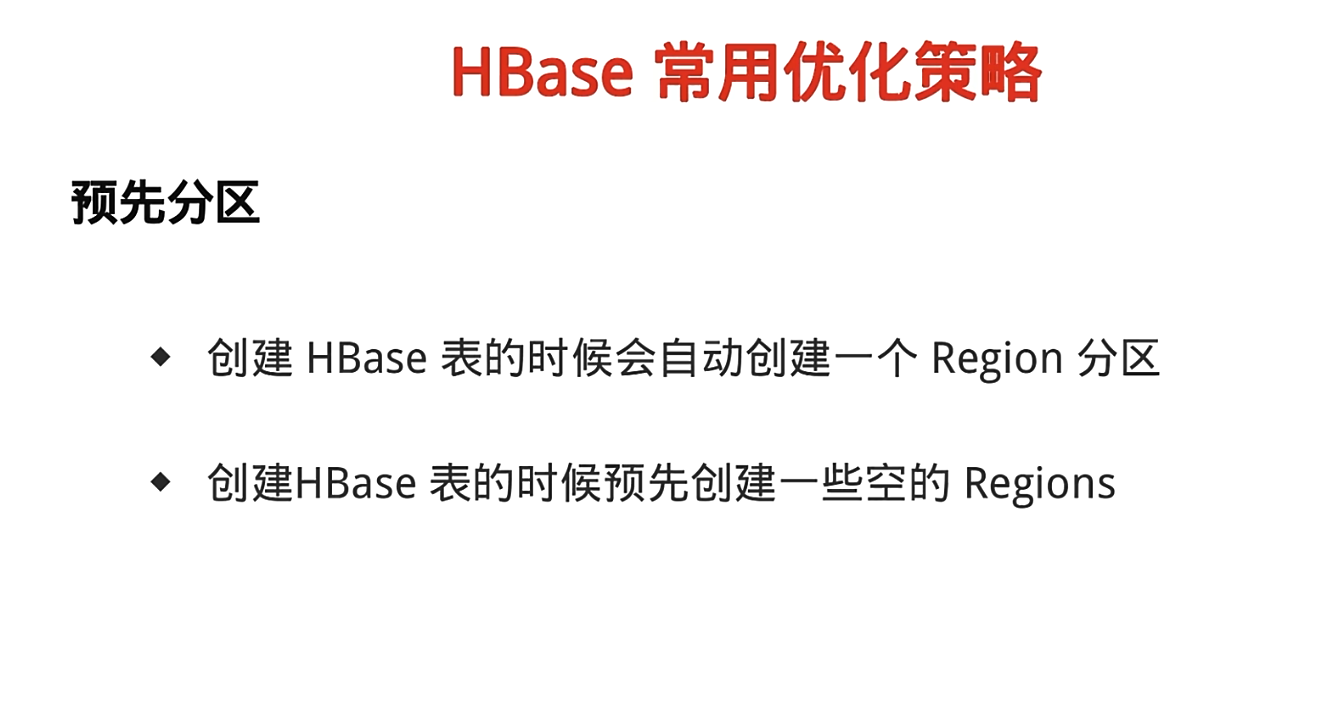 HBase 常用优化策略
预先分区
◆ 创建 HBase 表的时候会自动创建一个 Region 分区
◆ 创建HBase 表的时候预先创建一些空的 Regions